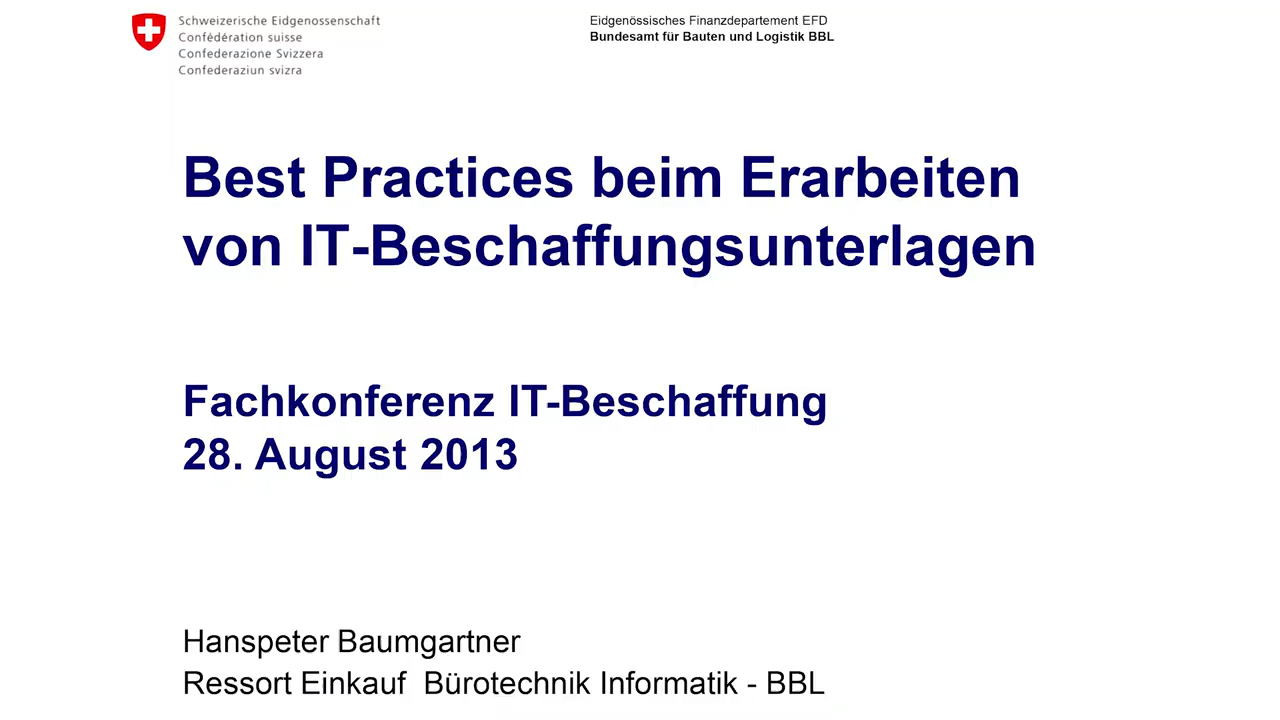 Schweizerische Eidgenossenschaft
Confédération suisse
Confederazione Svizzera
Confederaziun svizra
Eidgenössisches Finanzdepartement EFD
Bundesamt für Bauten und Logistik BBL
Best Practices beim Erarbeiten
von IT-Beschaffungsunterlagen
Fachkonferenz IT-Beschaffung
28. August 2013
Hanspeter Baumgartner
Ressort Einkauf Bürotechnik Informatik - BBL